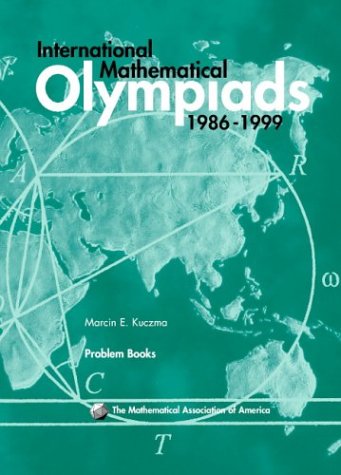 International
Mathematical
Olympiads
1986-1999
A
R
ω
Marcin E. Kuczma
Problem Books
C
The Mathematical Association of America
T